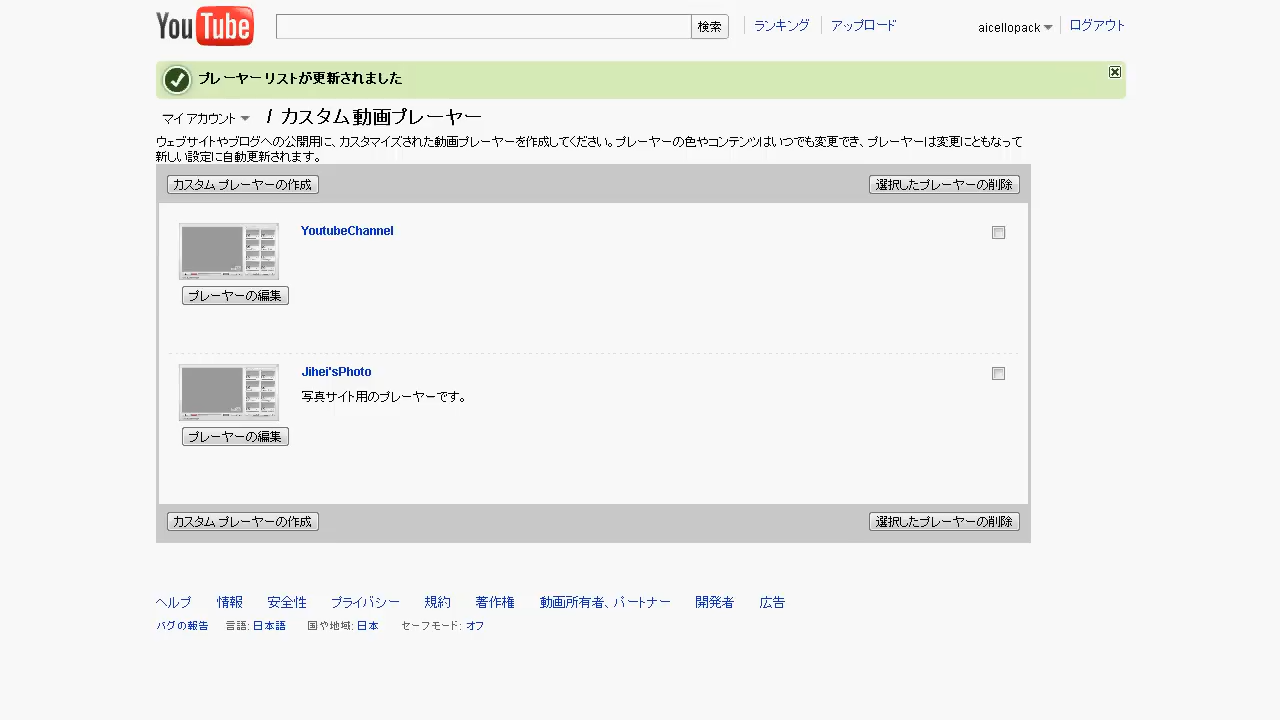 YouTube
検索
ランキング
アップロード
aicellopack
ログアウト
プレーヤー リストが更新されました
マイ アカウント / カスタム動画プレーヤー
ウェブサイトやブログへの公開用に、カスタマイズされた動画プレーヤーを作成してください。プレーヤーの色やコンテンツはいつでも変更でき、プレーヤーは変更にともなって
新しい設定に自動更新されます。
カスタム プレーヤーの作成
選択したプレーヤーの削除
YoutubeChannel
プレーヤーの編集
Jihei'sPhoto
写真サイト用のプレーヤーです。
プレーヤーの編集
カスタム プレーヤーの作成
選択したプレーヤーの削除
ヘルプ 情報 安全性 プライバシー 規約 著作権 動画所有者、パートナー 開発者 広告
バグの報告 言語: 日本語 国や地域: 日本 セーフモード: オフ